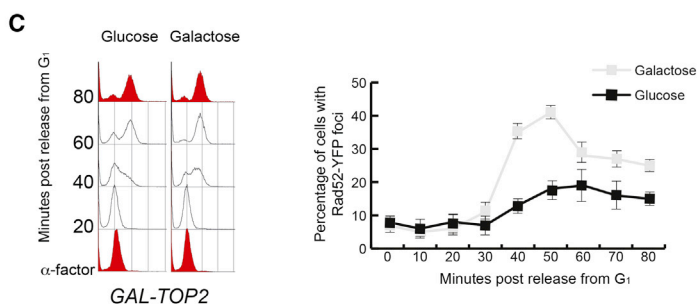 C
Glucose Galactose
Minutes post release from G1
80
60
40
20
α-factor
GAL-TOP2
Galactose
Glucose
Percentage of cells with
Rad52-YFP foci
50
40
30
20
10
0
0 10 20 30 40 50 60 70 80
Minutes post release from G1